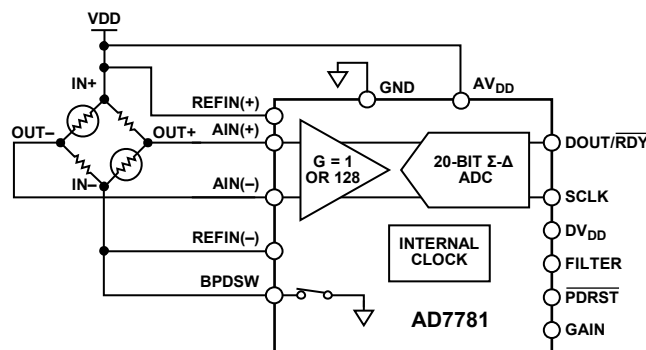 VDD
IN+
OUT–
OUT+
IN–
REFIN(+)
AIN(+)
AIN(–)
REFIN(–)
BPDSW
GND
AVDD
G = 1
OR 128
20-BIT Σ-Δ
ADC
INTERNAL
CLOCK
AD7781
DOUT/RDY
SCLK
DVDD
FILTER
PDRST
GAIN